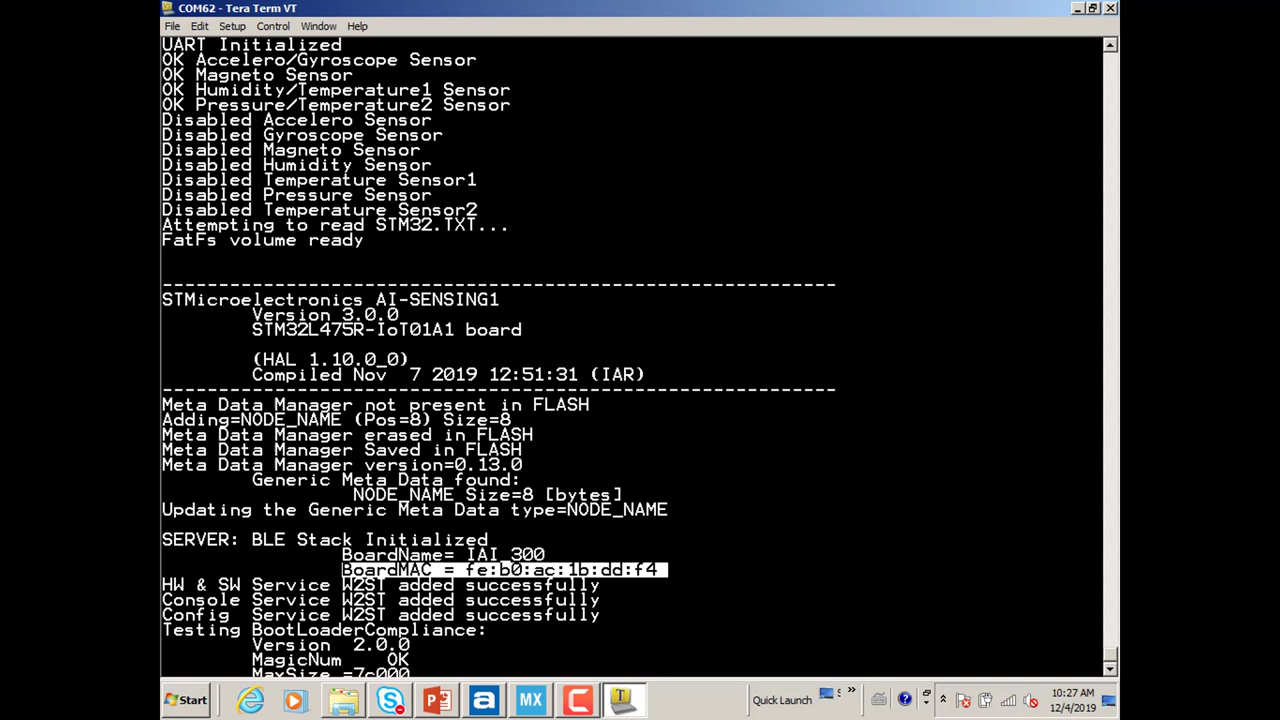 COM62 - Tera Term VT
File Edit Setup Control Window Help
UART Initialized
OK Accelero/Gyroscope Sensor
OK Magneto Sensor
OK Humidity/Temperature1 Sensor
OK Pressure/Temperature2 Sensor
Disabled Accelero Sensor
Disabled Gyroscope Sensor
Disabled Magneto Sensor
Disabled Humidity Sensor
Disabled Temperature Sensor1
Disabled Pressure Sensor
Disabled Temperature Sensor2
Attempting to read STM32.TXT...
FatFs volume ready
------------------------------------------------------------
STMicroelectronics AI-SENSING1
Version 3.0.0
STM32L475R-IoT01A1 board
(HAL 1.10.0_0)
Compiled Nov  7 2019 12:51:31 (IAR)
------------------------------------------------------------
Meta Data Manager not present in FLASH
Adding=NODE_NAME (Pos=8) Size=8
Meta Data Manager erased in FLASH
Meta Data Manager Saved in FLASH
Meta Data Manager version=0.13.0
Generic Meta Data found:
NODE_NAME Size=8 [bytes]
Updating the Generic Meta Data type=NODE_NAME
SERVER: BLE Stack Initialized
BoardName= IAI_300
BoardMAC = fe:b0:ac:1b:dd:f4
HW & SW Service W2ST added successfully
Console Service W2ST added successfully
Config  Service W2ST added successfully
Testing BootLoaderCompliance:
Version  2.0.0
MagicNum    OK
MaxSize =7c000
Start
MX
Quick Launch
10:27 AM
12/4/2019